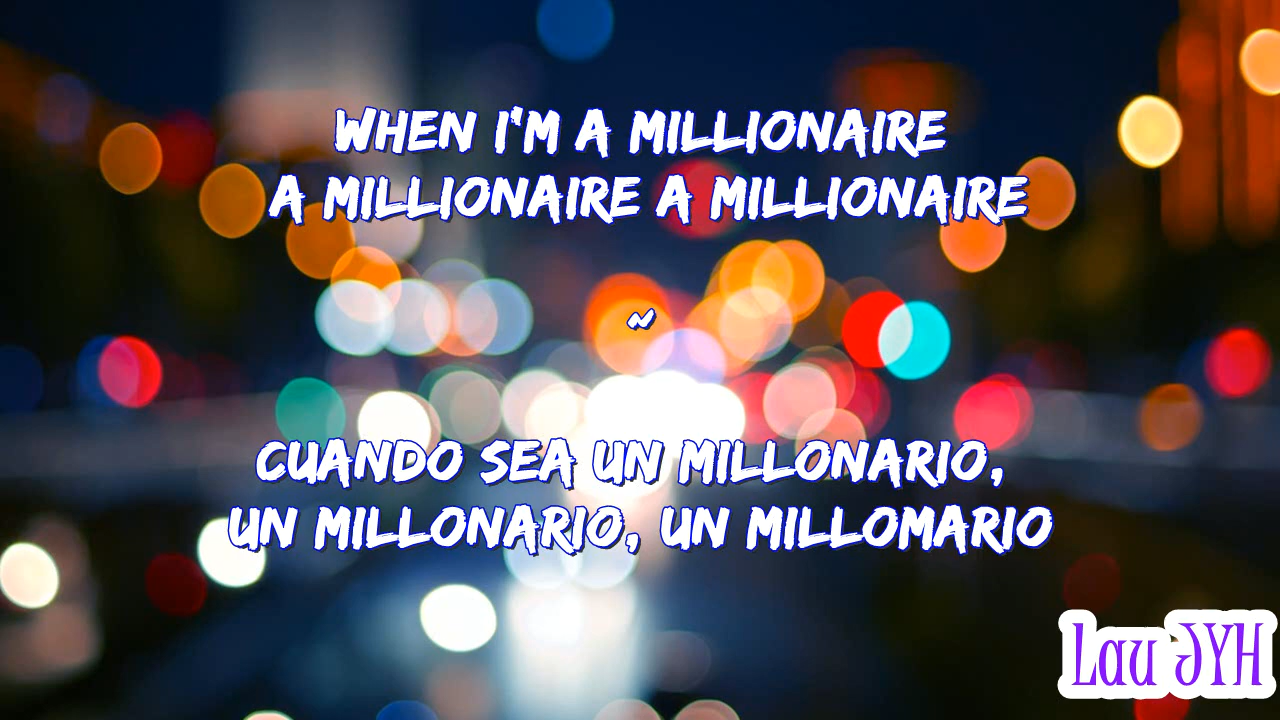 WHEN I'M A MILLIONAIRE
A MILLIONAIRE A MILLIONAIRE
~
CUANDO SEA UN MILLONARIO,
UN MILLONARIO, UN MILLOMARIO
Lau JYH